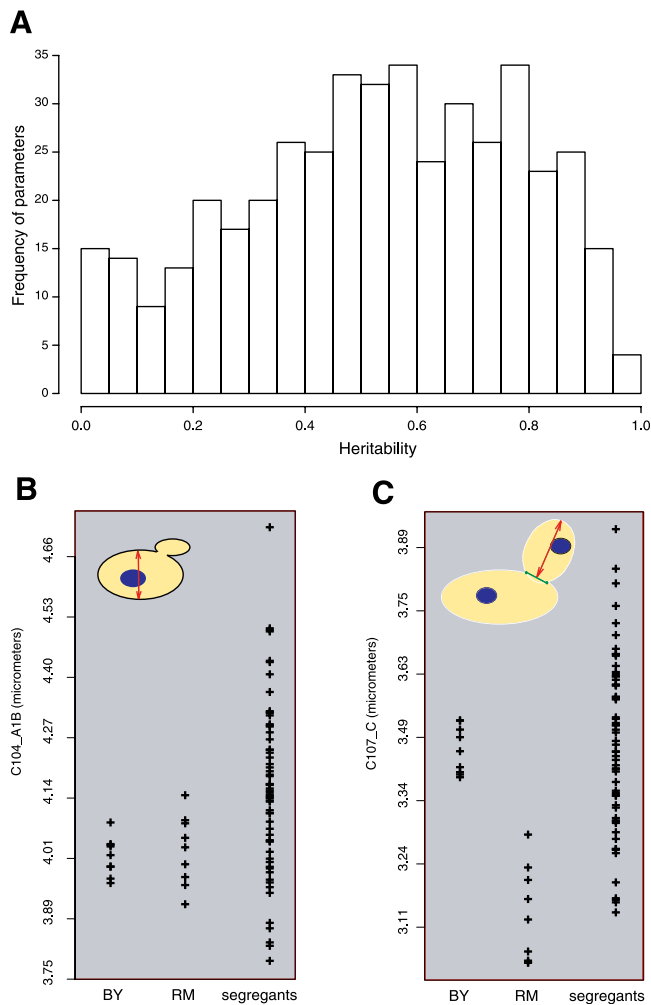 A
Frequency of parameters
35
30
25
20
15
10
5
0
0.0 0.2 0.4 0.6 0.8 1.0
Heritability
B
C104_A1B (micrometers)
4.66
4.53
4.40
4.27
4.14
4.01
3.89
3.75
BY RM segregants
C
C107_C (micrometers)
3.89
3.75
3.63
3.49
3.34
3.24
3.11
BY RM segregants